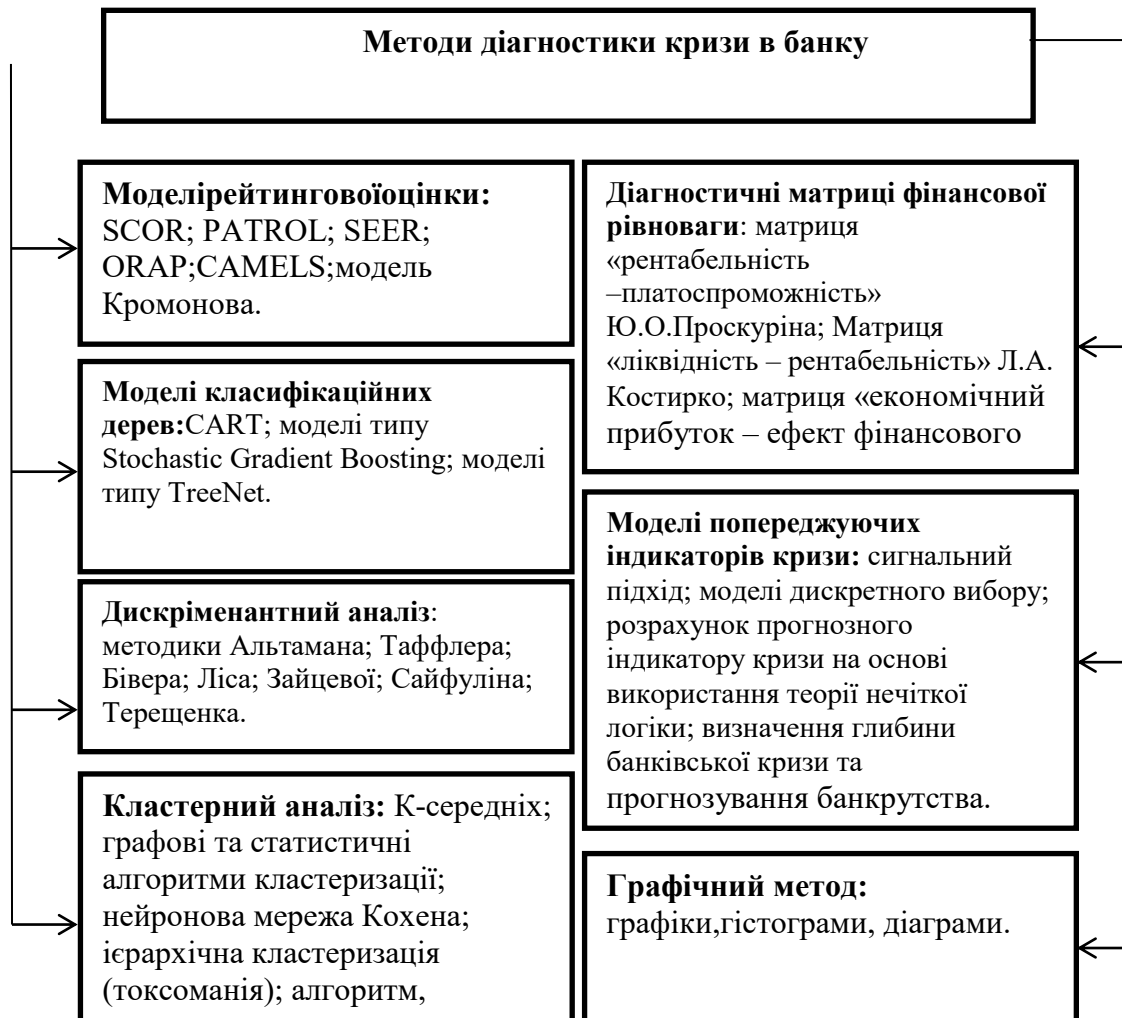 Методи діагностики кризи в банку
Моделірейтинговоїоцінки:
SCOR; PATROL; SEER;
ORAP;CAMELS;модель
Кромонова.
Моделі класифікаційних
дерев:CART; моделі типу
Stochastic Gradient Boosting; моделі
типу TreeNet.
Дискріменантний аналіз:
методики Альтамана; Таффлера;
Бівера; Ліса; Зайцевої; Сайфуліна;
Терещенка.
Кластерний аналіз: К-середніх;
графові та статистичні
алгоритми кластеризації;
нейронова мережа Кохена;
ієрархічна кластеризація
(токсоманія); алгоритм,
Діагностичні матриці фінансової
рівноваги: матриця
«рентабельність
–платоспроможність»
Ю.О.Проскуріна; Матриця
«ліквідність – рентабельність» Л.А.
Костирко; матриця «економічний
прибуток – ефект фінансового
Моделі попереджуючих
індикаторів кризи: сигнальний
підхід; моделі дискретного вибору;
розрахунок прогнозного
індикатору кризи на основі
використання теорії нечіткої
логіки; визначення глибини
банківської кризи та
прогнозування банкрутства.
Графічний метод:
графіки,гістограми, діаграми.